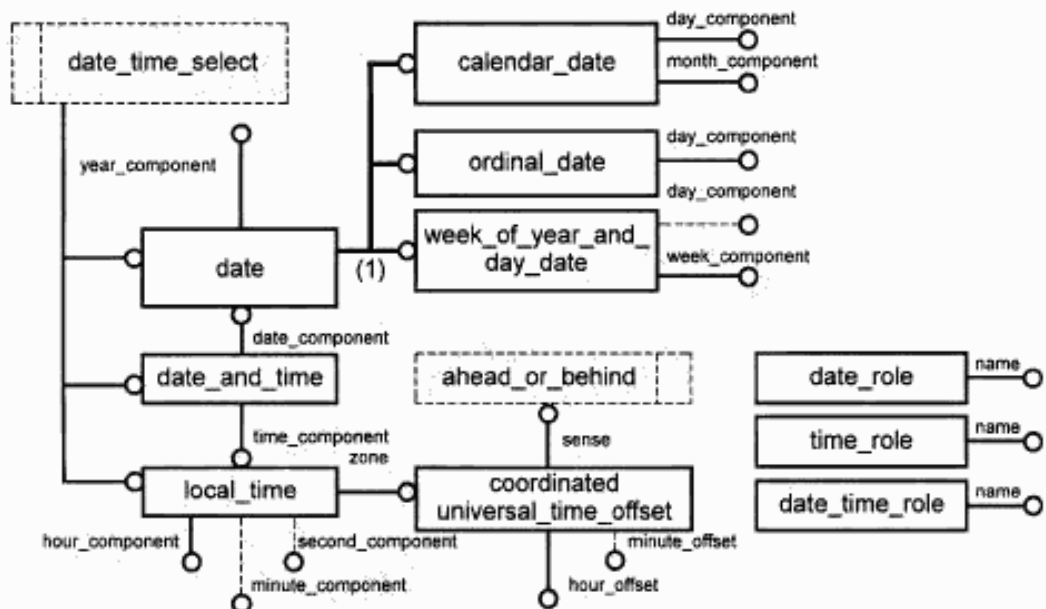 day_component
date_time_select
calendar_date
month_component
year_component
day_component
ordinal_date
day_component
week_of_year_and_
day_date
week_component
date
(1)
date_component
date_and_time
ahead_or_behind
date_role
name
time_component
zone
sense
time_role
name
local_time
coordinated
universal_time_offset
date_time_role
name
hour_component
second_component
minute_offset
minute_component
hour_offset